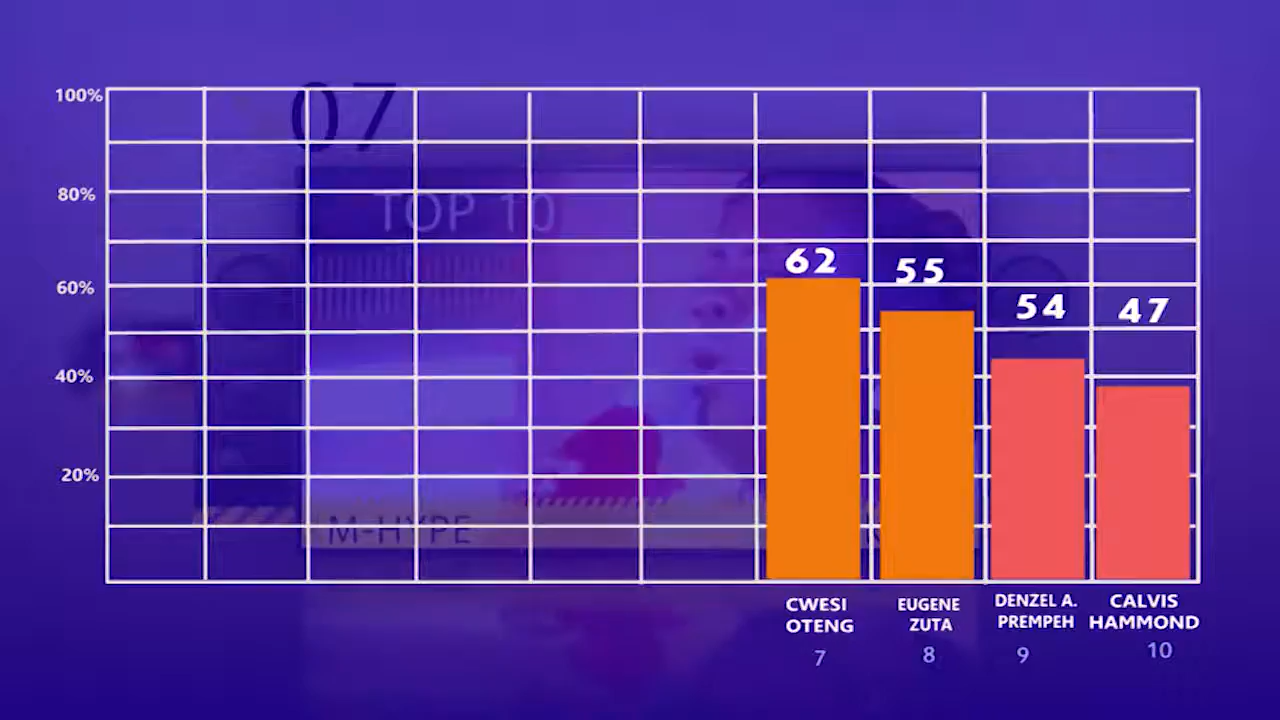 07
100%
TOP 10
80%
62
55
60%
54
47
40%
20%
M-HYPE
CWESI
OTENG
EUGENE
ZUTA
DENZEL A.
PREMPEH
CALVIS
HAMMOND
7
8
9
10